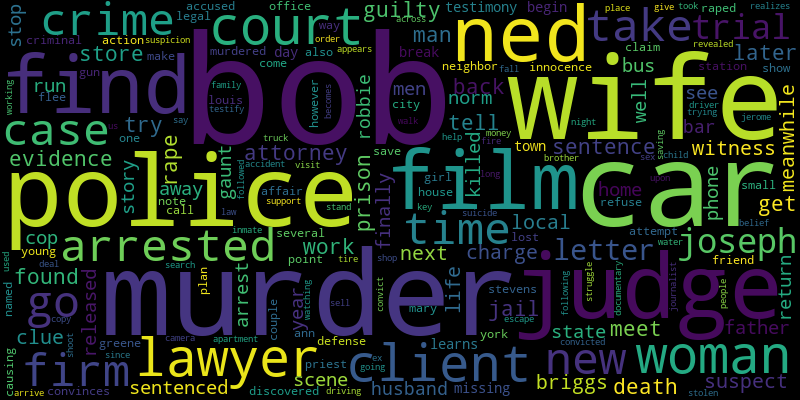 crime
court
guilty
testimony
begin
place
give
took
raped
realizes
stop
legal
accused
office
way
across
ned
take
trial
criminal
action
suspicion
murdered
day
man
appears
break
order
revealed
neighbor
fall
innocence
claim
station
later
show
find
bob
wife
store
also
gun
make
come
working
run
flee
louis
testify
however
family
becomes
men
city
robbie
back
norm
bus
well
see
driver
trying
jerome
meanwhile
case
try
one
say
truck
walk
save
tell
night
town
sentence
bar
witness
evidence
rape
attorney
us
help
money
fire
brother
sex
child
saving
police
film
car
story
away
note
call
gaunt
followed
accident
visit
affair
support
prison
finally
girl
house
killed
long
home
upon
refuse
phone
small
get
cop
young
inmate
law
stand
key
suicide
time
local
attempt
belief
water
friend
arrested
several
work
point
tire
shop
next
lost
charge
letter
joseph
used
found
deal
search
arrest
plan
murder
judge
go
released
year
watching
sell
convict
mary
life
stevens
jail
following
struggle
documentary
journalist
people
return
named
copy
clue
shoot
couple
camera
greene
since
apartment
ann
defense
york
escape
learns
state
convicted
meet
father
causing
firm
lawyer
client
new
woman
arrive
convinces
sentenced
discovered
scene
driving
priest
ex
going
husband
missing
briggs
death
stolen
suspect